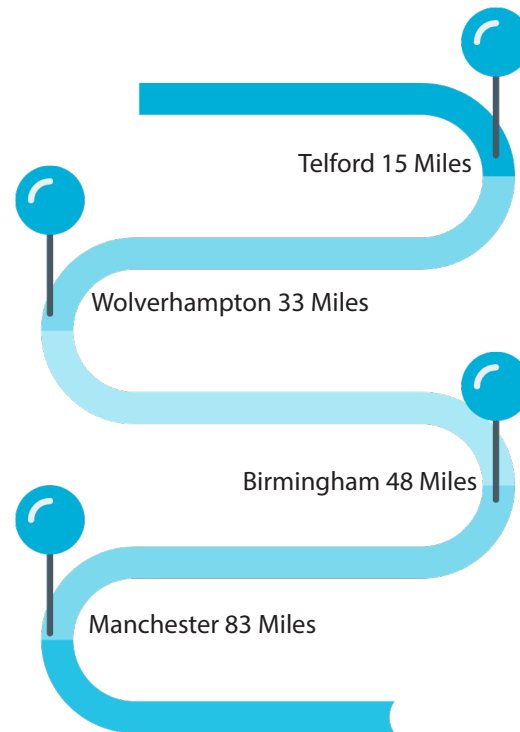 Telford 15 Miles
Wolverhampton 33 Miles
Birmingham 48 Miles
Manchester 83 Miles